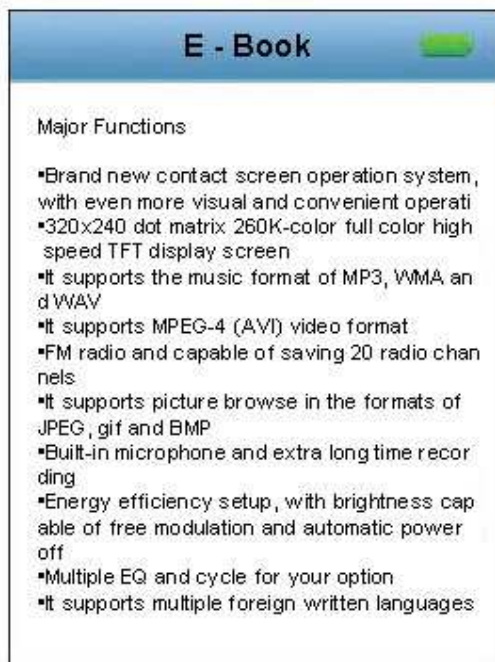 E - Book
Major Functions
▪Brand new contact screen operation system,
with even more visual and convenient operati
▪320x240 dot matrix 260K-color full color high
speed TFT display screen
▪It supports the music format of MP3, WMA an
d WAV
▪It supports MPEG-4 (AVI) video format
▪FM radio and capable of saving 20 radio chan
nels
▪It supports picture browse in the formats of
JPEG, gif and BMP
▪Built-in microphone and extra long time recor
ding
▪Energy efficiency setup, with brightness cap
able of free modulation and automatic power
off
▪Multiple EQ and cycle for your option
▪It supports multiple foreign written languages